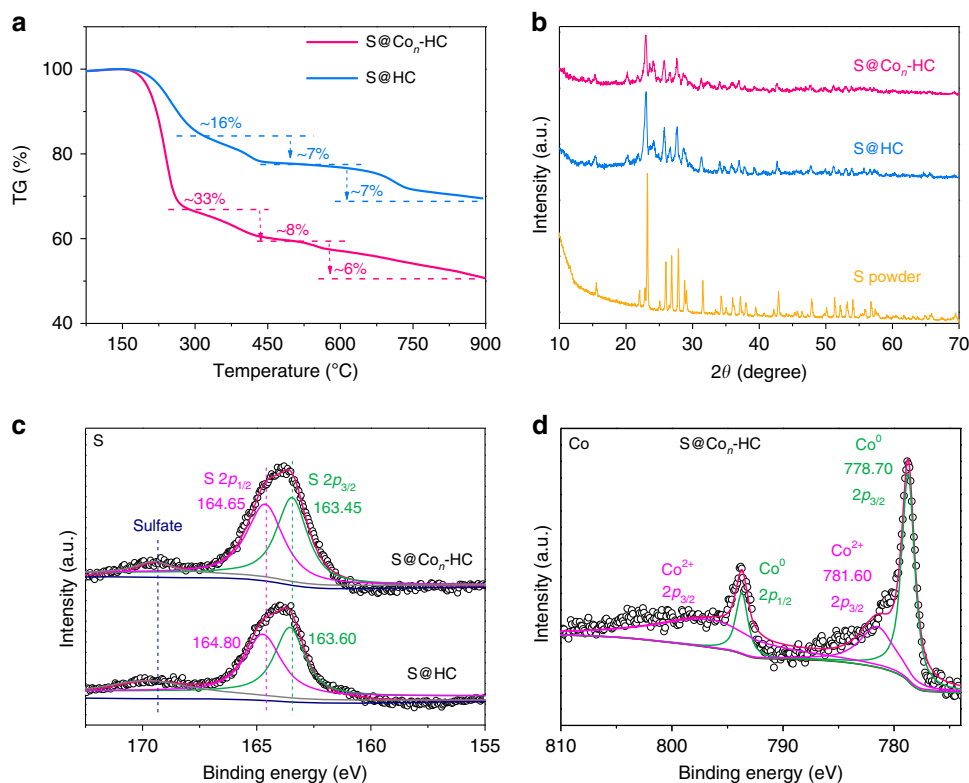 a
S@Coₙ-HC
S@HC
100
80
60
40
TG (%)
~16%
~7%
~7%
~33%
~8%
~6%
150 300 450 600 750 900
Temperature (°C)
b
S@Coₙ-HC
S@HC
S powder
Intensity (a.u.)
10 20 30 40 50 60 70
2θ (degree)
c
S
S 2p₁/₂
164.65
S 2p₃/₂
163.45
Sulfate
S@Coₙ-HC
164.80
163.60
S@HC
Intensity (a.u.)
170 165 160 155
Binding energy (eV)
d
Co
S@Coₙ-HC
Co⁰
778.70
2p₃/₂
Co²⁺
2p₃/₂
Co⁰
2p₁/₂
Co²⁺
781.60
2p₃/₂
Intensity (a.u.)
810 800 790 780
Binding energy (eV)